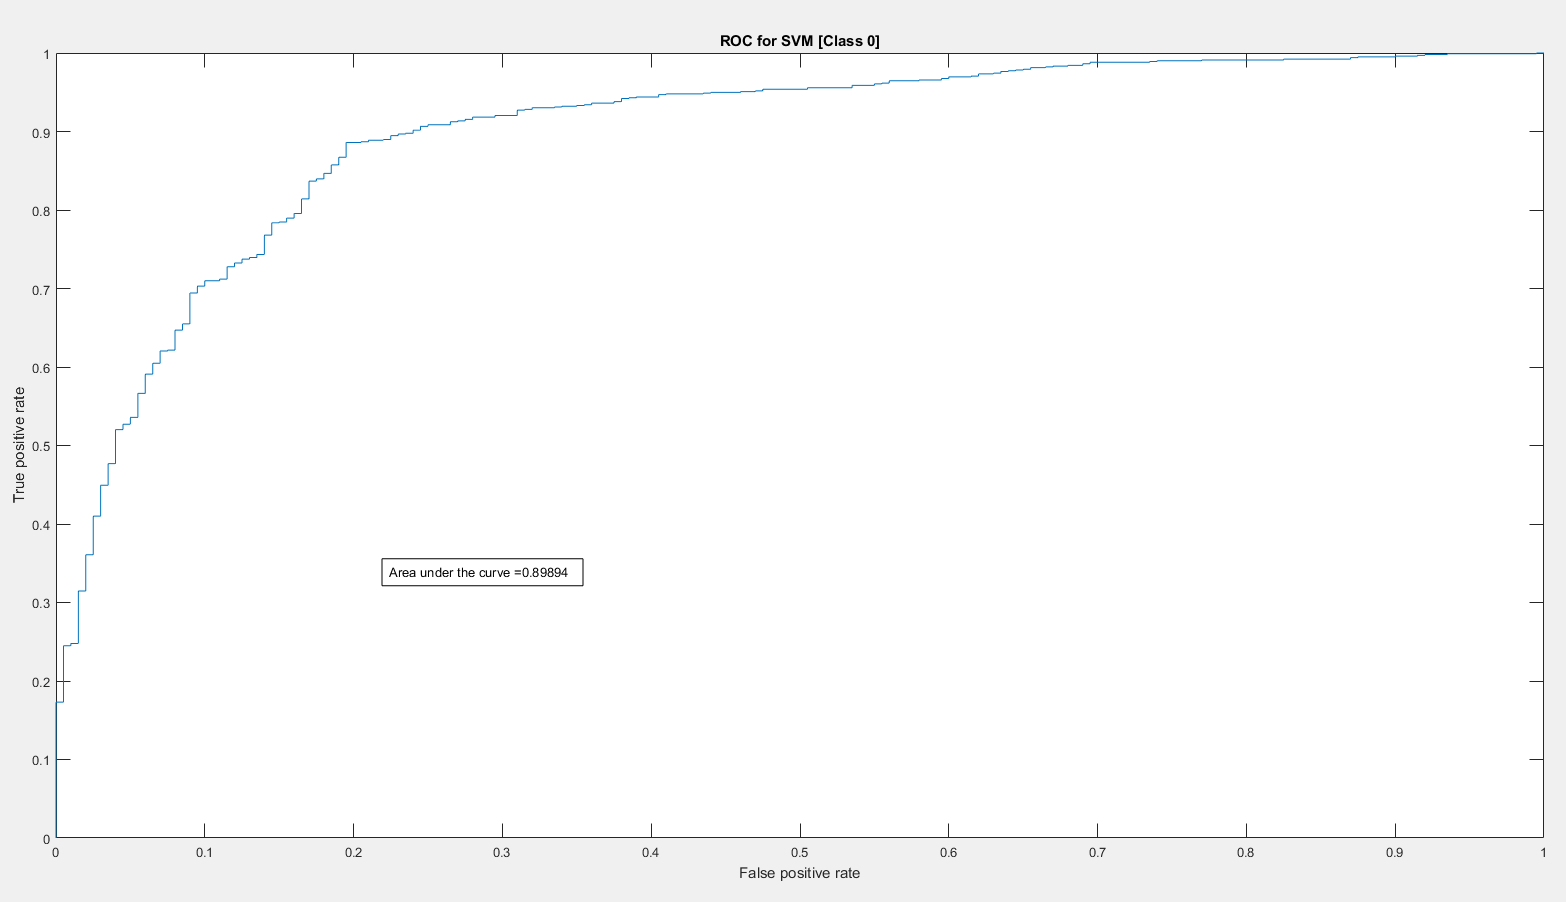 ROC for SVM [Class 0]
1
0.9
0.8
0.7
0.6
0.5
0.4
0.3
0.2
0.1
0
True positive rate
Area under the curve =0.89894
0 0.1 0.2 0.3 0.4 0.5 0.6 0.7 0.8 0.9 1
False positive rate